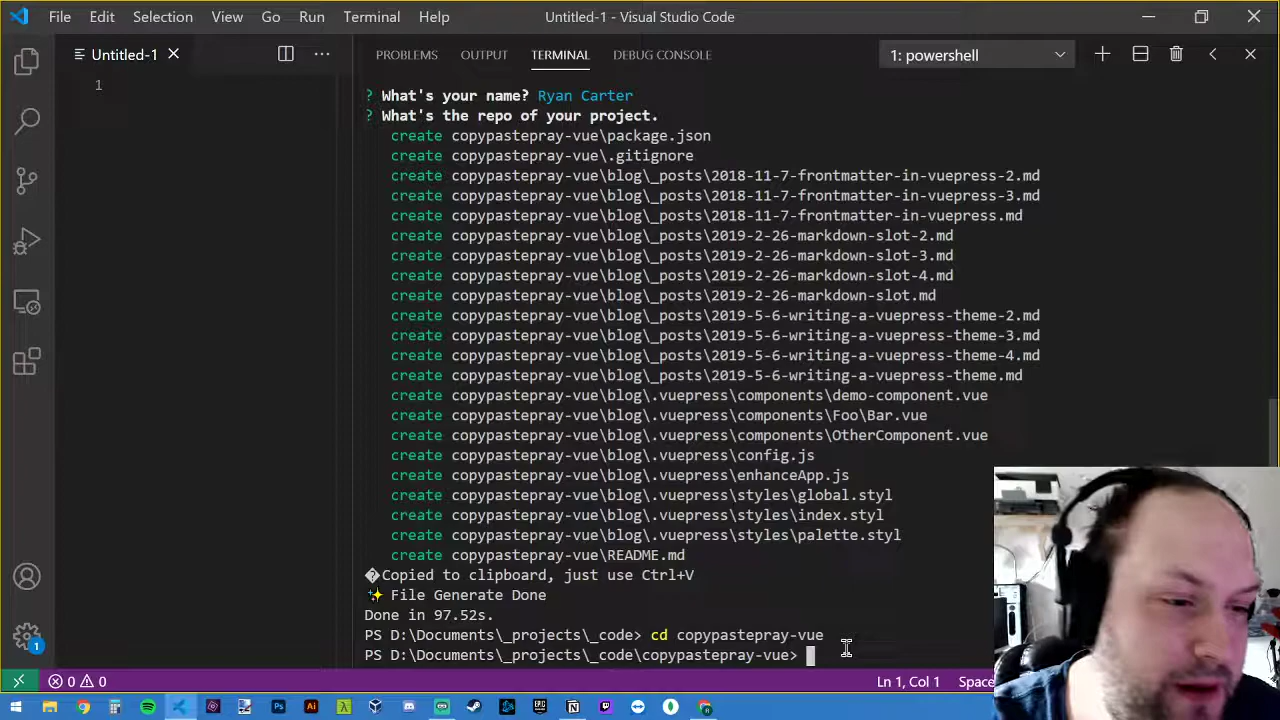 File Edit Selection View Go Run Terminal Help Untitled-1 - Visual Studio Code
Untitled-1 PROBLEMS OUTPUT TERMINAL DEBUG CONSOLE 1: powershell
1
? What's your name? Ryan Carter
? What's the repo of your project.
create copypastepray-vue\package.json
create copypastepray-vue\.gitignore
create copypastepray-vue\blog\_posts\2018-11-7-frontmatter-in-vuepress-2.md
create copypastepray-vue\blog\_posts\2018-11-7-frontmatter-in-vuepress-3.md
create copypastepray-vue\blog\_posts\2018-11-7-frontmatter-in-vuepress.md
create copypastepray-vue\blog\_posts\2019-2-26-markdown-slot-2.md
create copypastepray-vue\blog\_posts\2019-2-26-markdown-slot-3.md
create copypastepray-vue\blog\_posts\2019-2-26-markdown-slot-4.md
create copypastepray-vue\blog\_posts\2019-2-26-markdown-slot.md
create copypastepray-vue\blog\_posts\2019-5-6-writing-a-vuepress-theme-2.md
create copypastepray-vue\blog\_posts\2019-5-6-writing-a-vuepress-theme-3.md
create copypastepray-vue\blog\_posts\2019-5-6-writing-a-vuepress-theme-4.md
create copypastepray-vue\blog\_posts\2019-5-6-writing-a-vuepress-theme.md
create copypastepray-vue\blog\.vuepress\components\demo-component.vue
create copypastepray-vue\blog\.vuepress\components\Foo\Bar.vue
create copypastepray-vue\blog\.vuepress\components\OtherComponent.vue
create copypastepray-vue\blog\.vuepress\config.js
create copypastepray-vue\blog\.vuepress\enhanceApp.js
create copypastepray-vue\blog\.vuepress\styles\global.styl
create copypastepray-vue\blog\.vuepress\styles\index.styl
create copypastepray-vue\blog\.vuepress\styles\palette.styl
create copypastepray-vue\README.md
�Copied to clipboard, just use Ctrl+V
✨ File Generate Done
Done in 97.52s.
PS D:\Documents\_projects\_code> cd copypastepray-vue
PS D:\Documents\_projects\_code\copypastepray-vue>
1
0 0 Ln 1, Col 1 Space
Ps Ai λ